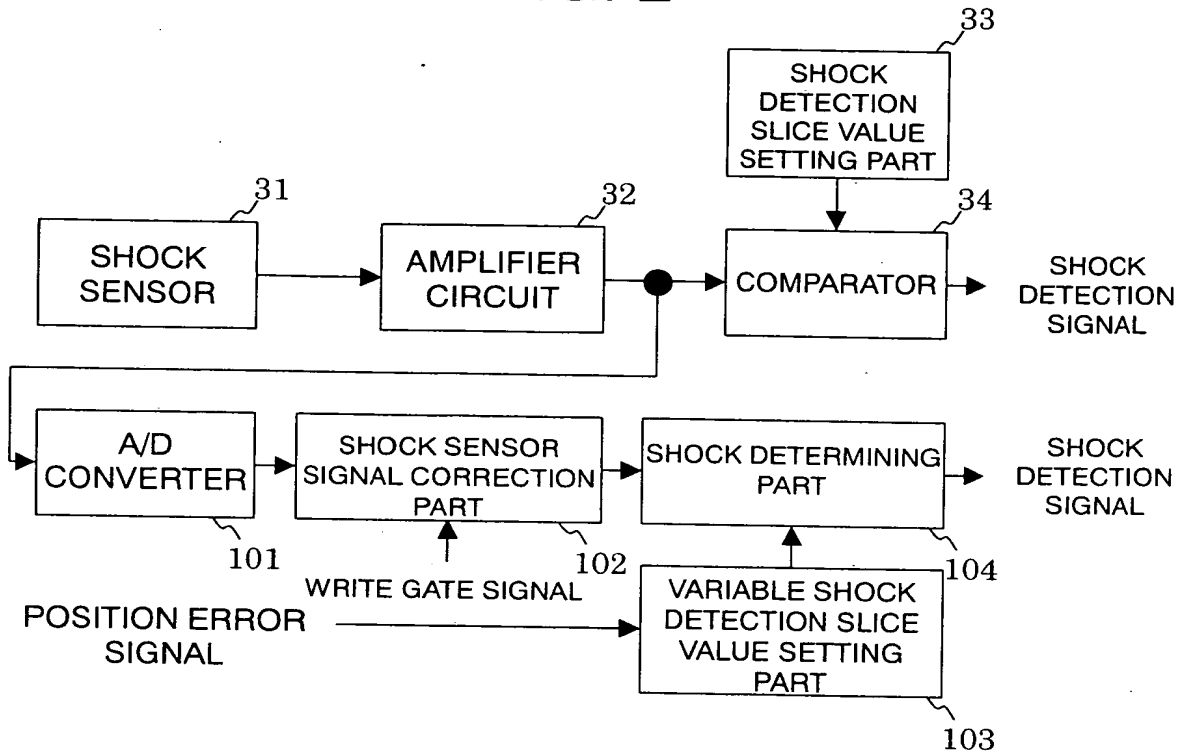 33
SHOCK
DETECTION
SLICE VALUE
SETTING PART
31
SHOCK
SENSOR
32
AMPLIFIER
CIRCUIT
34
COMPARATOR
SHOCK
DETECTION
SIGNAL
A/D
CONVERTER
101
SHOCK SENSOR
SIGNAL CORRECTION
PART
102
SHOCK DETERMINING
PART
104
SHOCK
DETECTION
SIGNAL
WRITE GATE SIGNAL
POSITION ERROR
SIGNAL
VARIABLE SHOCK
DETECTION SLICE
VALUE SETTING
PART
103